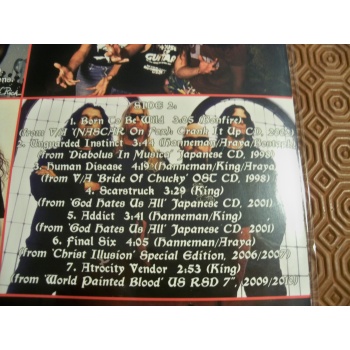 SIDE 2:
1. Born To Be Wild 3:05 (Bonfire)
(from V/A 'NASCAR On Fox: Crank It Up CD,
2. Unguarded Instinct 3:44 (Hanneman/Araya/
(from 'Diabolus In Musica' Japanese CD, 1998)
3. Human Disease 4:19 (Hanneman/King/Araya)
(from V/A 'Bride Of Chucky' OST CD, 1998)
4. Scarstruck 3:29 (King)
(from 'God Hates Us All' Japanese CD, 2001)
5. Addict 3:41 (Hanneman/King)
(from 'God Hates Us All' Japanese CD, 2001)
6. Final Six 4:05 (Hanneman/Araya)
(from 'Christ Illusion' Special Edition, 2006/2007)
7. Atrocity Vendor 2:53 (King)
(from 'World Painted Blood' US RSD 7", 2009/2010)